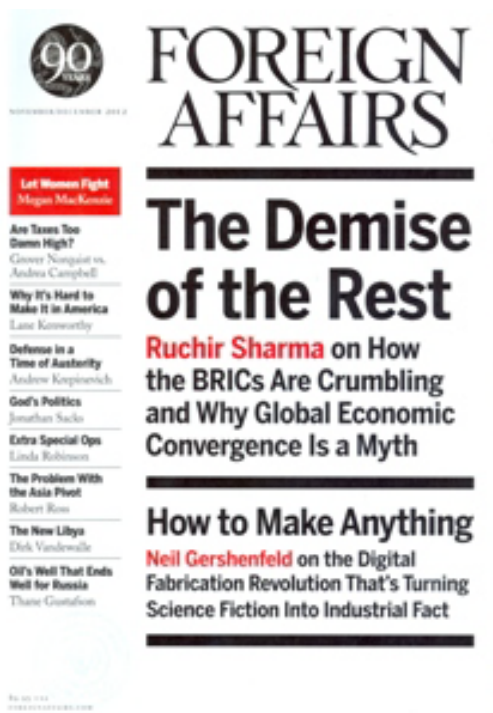 90
YEARS
NOVEMBER/DECEMBER 2012
FOREIGN
AFFAIRS
Let Women Fight
Megan MacKenzie
Are Taxes Too
Damn High?
Grover Norquist vs.
Andrea Campbell
Why It's Hard to
Make It in America
Lane Kenworthy
Defense in a
Time of Austerity
Andrew Krepinevich
God's Politics
Jonathan Sacks
Extra Special Ops
Linda Robinson
The Problem With
the Asia Pivot
Robert Ross
The New Libya
Dirk Vandewalle
Oil's Well That Ends
Well for Russia
Thane Gustafson
The Demise
of the Rest
Ruchir Sharma on How
the BRICs Are Crumbling
and Why Global Economic
Convergence Is a Myth
How to Make Anything
Neil Gershenfeld on the Digital
Fabrication Revolution That's Turning
Science Fiction Into Industrial Fact
FOREIGNAFFAIRS.COM